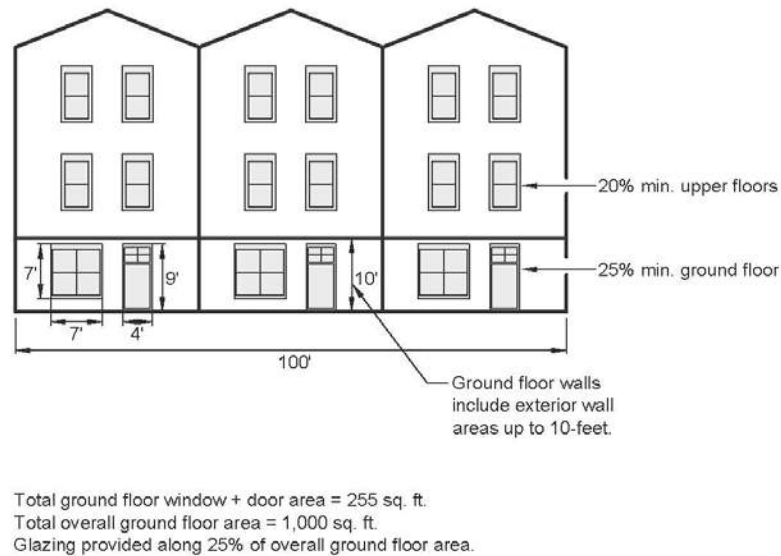 20% min. upper floors
7'
9'
10'
25% min. ground floor
7'
4'
100'
Ground floor walls
include exterior wall
areas up to 10-feet.
Total ground floor window + door area = 255 sq. ft.
Total overall ground floor area = 1,000 sq. ft.
Glazing provided along 25% of overall ground floor area.